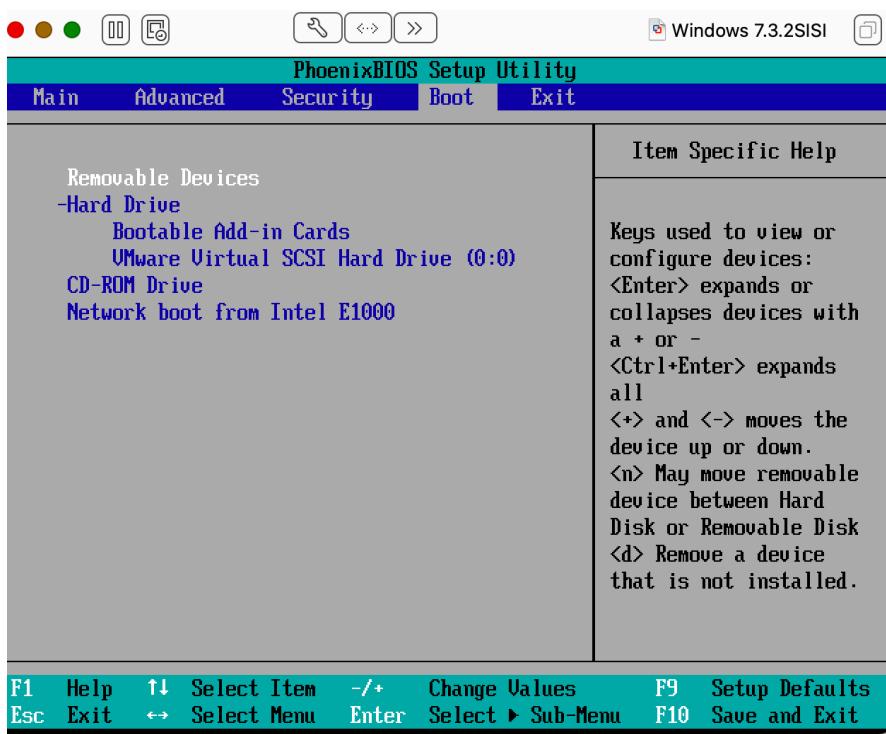 Windows 7.3.2SISI
PhoenixBIOS Setup Utility
Main Advanced Security Boot Exit
Removable Devices
-Hard Drive
Bootable Add-in Cards
VMware Virtual SCSI Hard Drive (0:0)
CD-ROM Drive
Network boot from Intel E1000
Item Specific Help
Keys used to view or
configure devices:
<Enter> expands or
collapses devices with
a + or -
<Ctrl+Enter> expands
all
<+> and <-> moves the
device up or down.
<n> May move removable
device between Hard
Disk or Removable Disk
<d> Remove a device
that is not installed.
F1 Help ↑↓ Select Item -/+ Change Values F9 Setup Defaults
Esc Exit ↔ Select Menu Enter Select ▶ Sub-Menu F10 Save and Exit